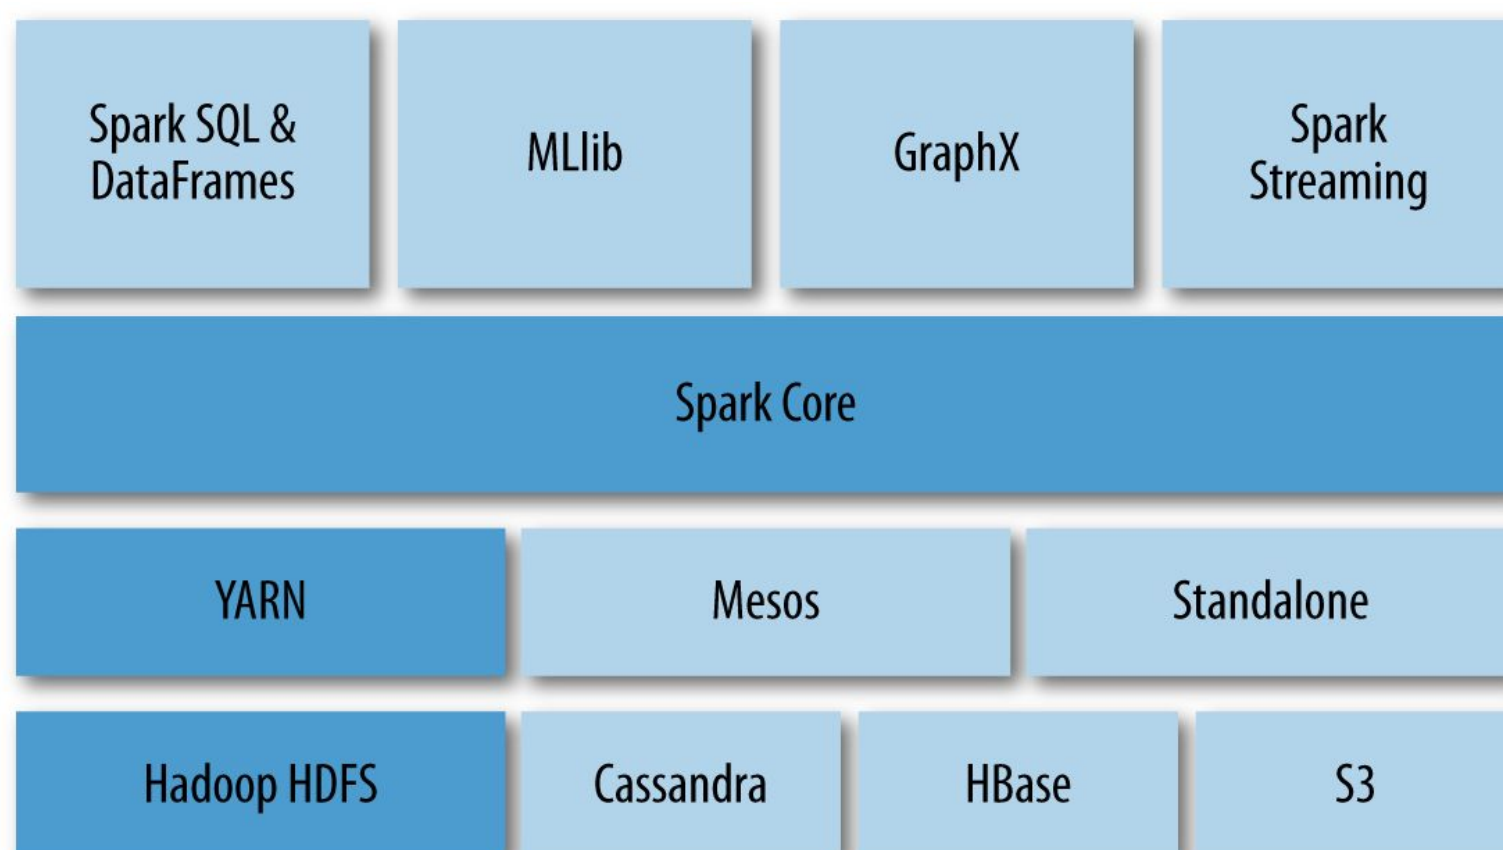 Spark SQL &
DataFrames
MLlib
GraphX
Spark
Streaming
Spark Core
YARN
Mesos
Standalone
Hadoop HDFS
Cassandra
HBase
S3